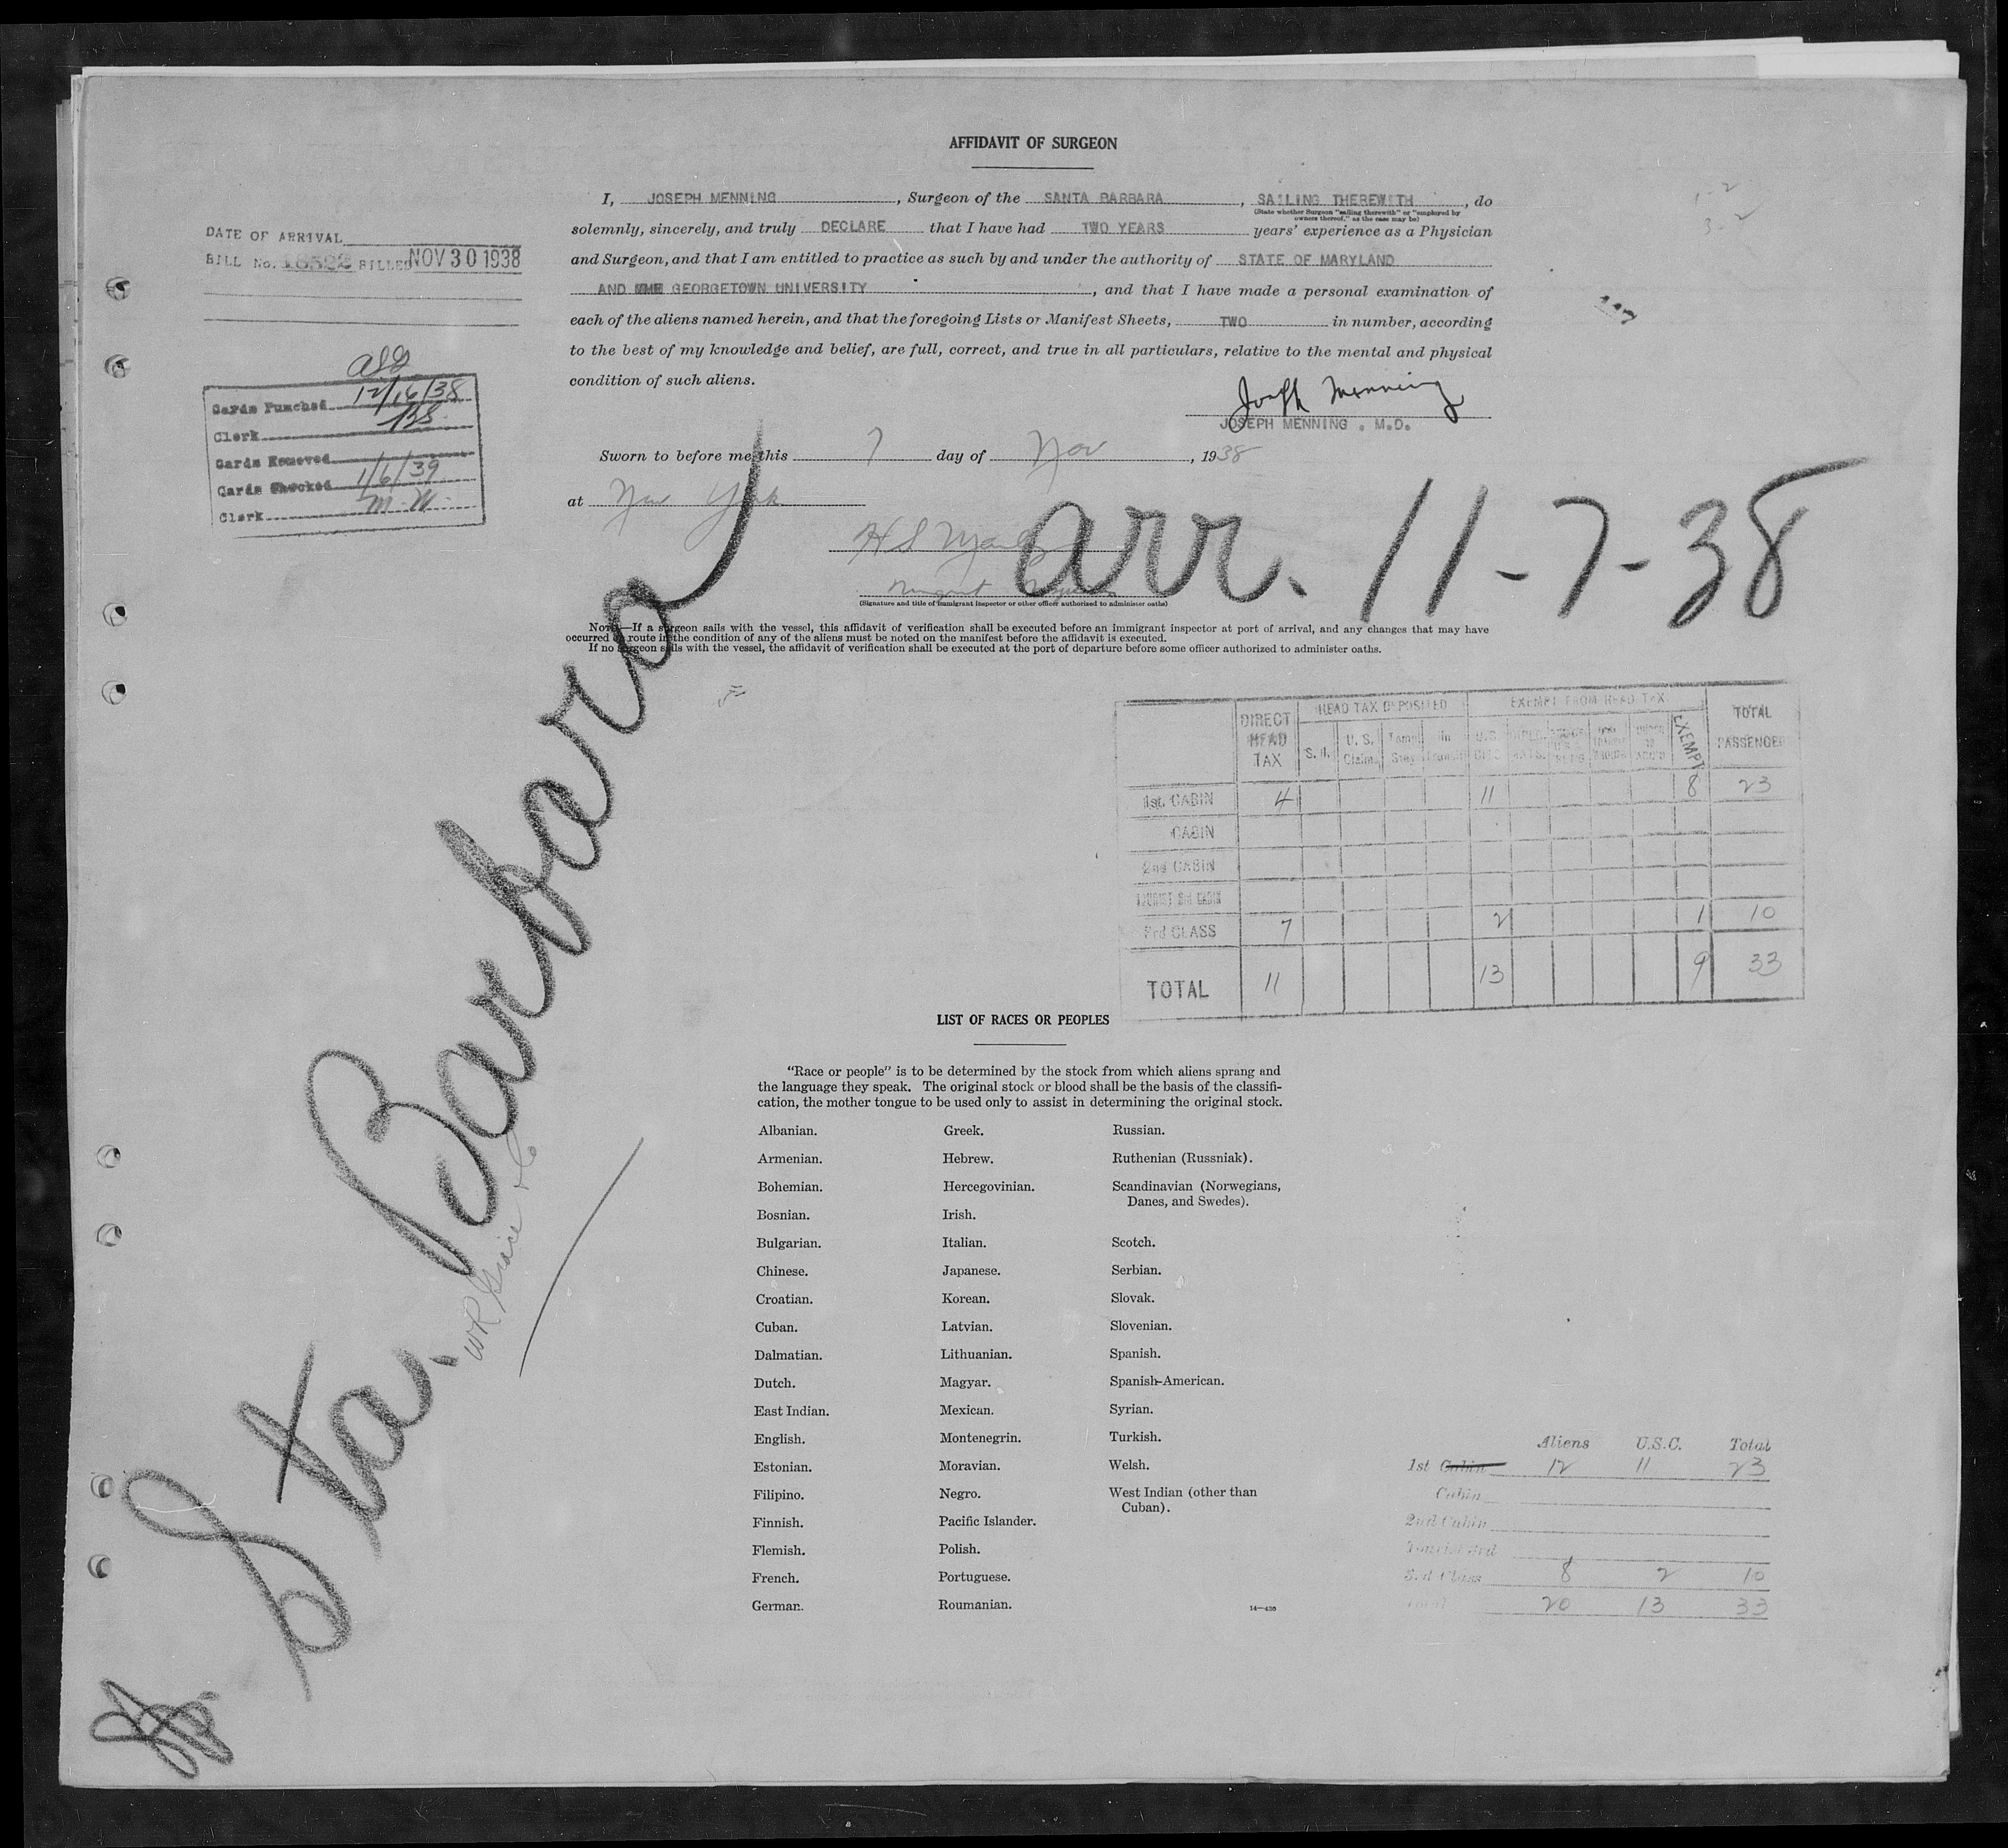 AFFIDAVIT OF SURGEON
I, JOSEPH MENNING, Surgeon of the SANTA BARBARA, SAILING THEREWITH, do
(State whether Surgeon "sailing therewith" or "employed by
owners thereof," as the case may be)
solemnly, sincerely, and truly DECLARE that I have had TWO YEARS years' experience as a Physician
and Surgeon, and that I am entitled to practice as such by and under the authority of STATE OF MARYLAND
AND GEORGETOWN UNIVERSITY, and that I have made a personal examination of
each of the aliens named herein, and that the foregoing Lists or Manifest Sheets, TWO in number, according
to the best of my knowledge and belief, are full, correct, and true in all particulars, relative to the mental and physical
condition of such aliens.
Joseph Menning
JOSEPH MENNING . M.D.
Sworn to before me this 7 day of Nov, 1938
at New York
(Signature and title of immigrant inspector or other officer authorized to administer oaths)
NOTE.—If a surgeon sails with the vessel, this affidavit of verification shall be executed before an immigrant inspector at port of arrival, and any changes that may have
occurred en route in the condition of any of the aliens must be noted on the manifest before the affidavit is executed.
If no surgeon sails with the vessel, the affidavit of verification shall be executed at the port of departure before some officer authorized to administer oaths.
DATE OF ARRIVAL
BILL No. BILLED NOV 30 1938
Cards Punched 12/16/38
Clerk
Cards Removed
Cards Checked 1/6/39
Clerk M.W.
arr. 11-7-38
Sta. Barbara
WR Grace & Co
DIRECT HEAD TAX
HEAD TAX DEPOSITED
EXEMPT FROM HEAD TAX
TOTAL PASSENGER
S. H.
U. S. Claim.
Temp. Stay
In Transit
EXEMPT
1st. CABIN 4 11 8 23
CABIN
2nd CABIN
TOURIST 3rd CABIN
3rd CLASS 7 2 1 10
TOTAL 11 13 9 33
LIST OF RACES OR PEOPLES
"Race or people" is to be determined by the stock from which aliens sprang and
the language they speak. The original stock or blood shall be the basis of the classifi-
cation, the mother tongue to be used only to assist in determining the original stock.
Albanian.
Armenian.
Bohemian.
Bosnian.
Bulgarian.
Chinese.
Croatian.
Cuban.
Dalmatian.
Dutch.
East Indian.
English.
Estonian.
Filipino.
Finnish.
Flemish.
French.
German.
Greek.
Hebrew.
Hercegovinian.
Irish.
Italian.
Japanese.
Korean.
Latvian.
Lithuanian.
Magyar.
Mexican.
Montenegrin.
Moravian.
Negro.
Pacific Islander.
Polish.
Portuguese.
Roumanian.
Russian.
Ruthenian (Russniak).
Scandinavian (Norwegians,
Danes, and Swedes).
Scotch.
Serbian.
Slovak.
Slovenian.
Spanish.
Spanish-American.
Syrian.
Turkish.
Welsh.
West Indian (other than
Cuban).
14—430
Aliens U.S.C. Total
1st Cabin 12 11 23
Cabin
2nd Cabin
Tourist 3rd
3rd Class 8 2 10
Total 20 13 33